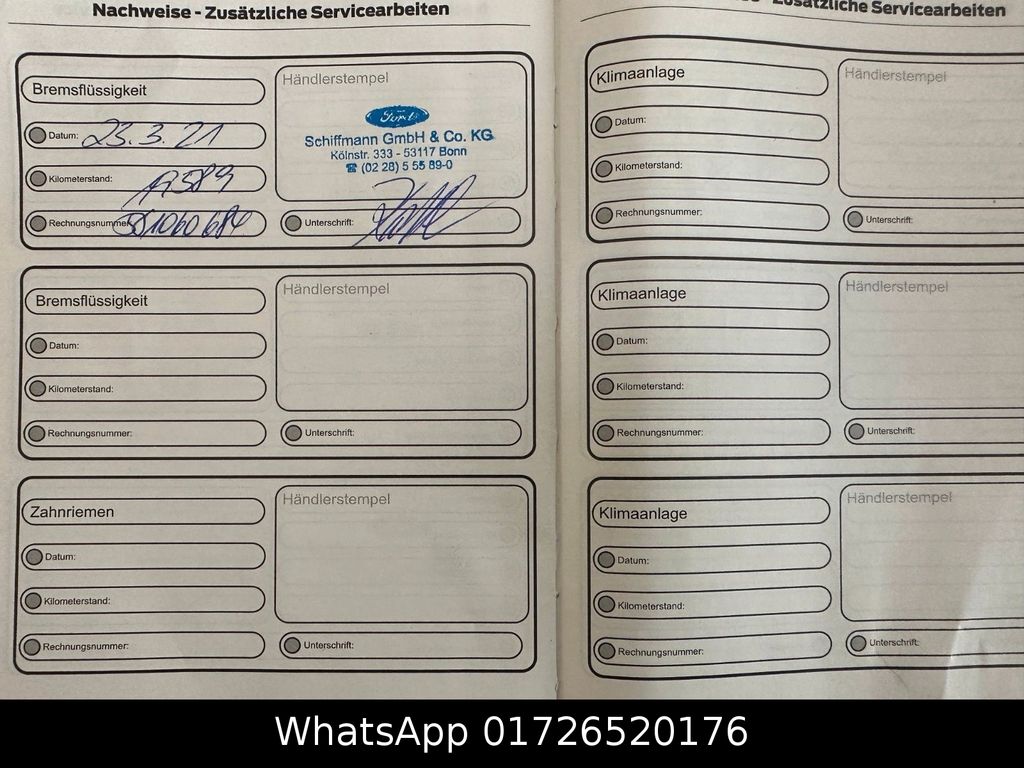 Nachweise - Zusätzliche Servicearbeiten
Bremsflüssigkeit
Datum: 23.3.21
Kilometerstand:
Rechnungsnummer:
Händlerstempel
Ford
Schiffmann GmbH & Co. KG
Kölnstr. 333 - 53117 Bonn
☎ (02 28) 5 55 89-0
Unterschrift:
Bremsflüssigkeit
Datum:
Kilometerstand:
Rechnungsnummer:
Händlerstempel
Unterschrift:
Zahnriemen
Datum:
Kilometerstand:
Rechnungsnummer:
Händlerstempel
Unterschrift:
- Zusätzliche Servicearbeiten
Klimaanlage
Datum:
Kilometerstand:
Rechnungsnummer:
Händlerstempel
Unterschrift:
Klimaanlage
Datum:
Kilometerstand:
Rechnungsnummer:
Händlerstempel
Unterschrift:
Klimaanlage
Datum:
Kilometerstand:
Rechnungsnummer:
Händlerstempel
Unterschrift:
WhatsApp 01726520176